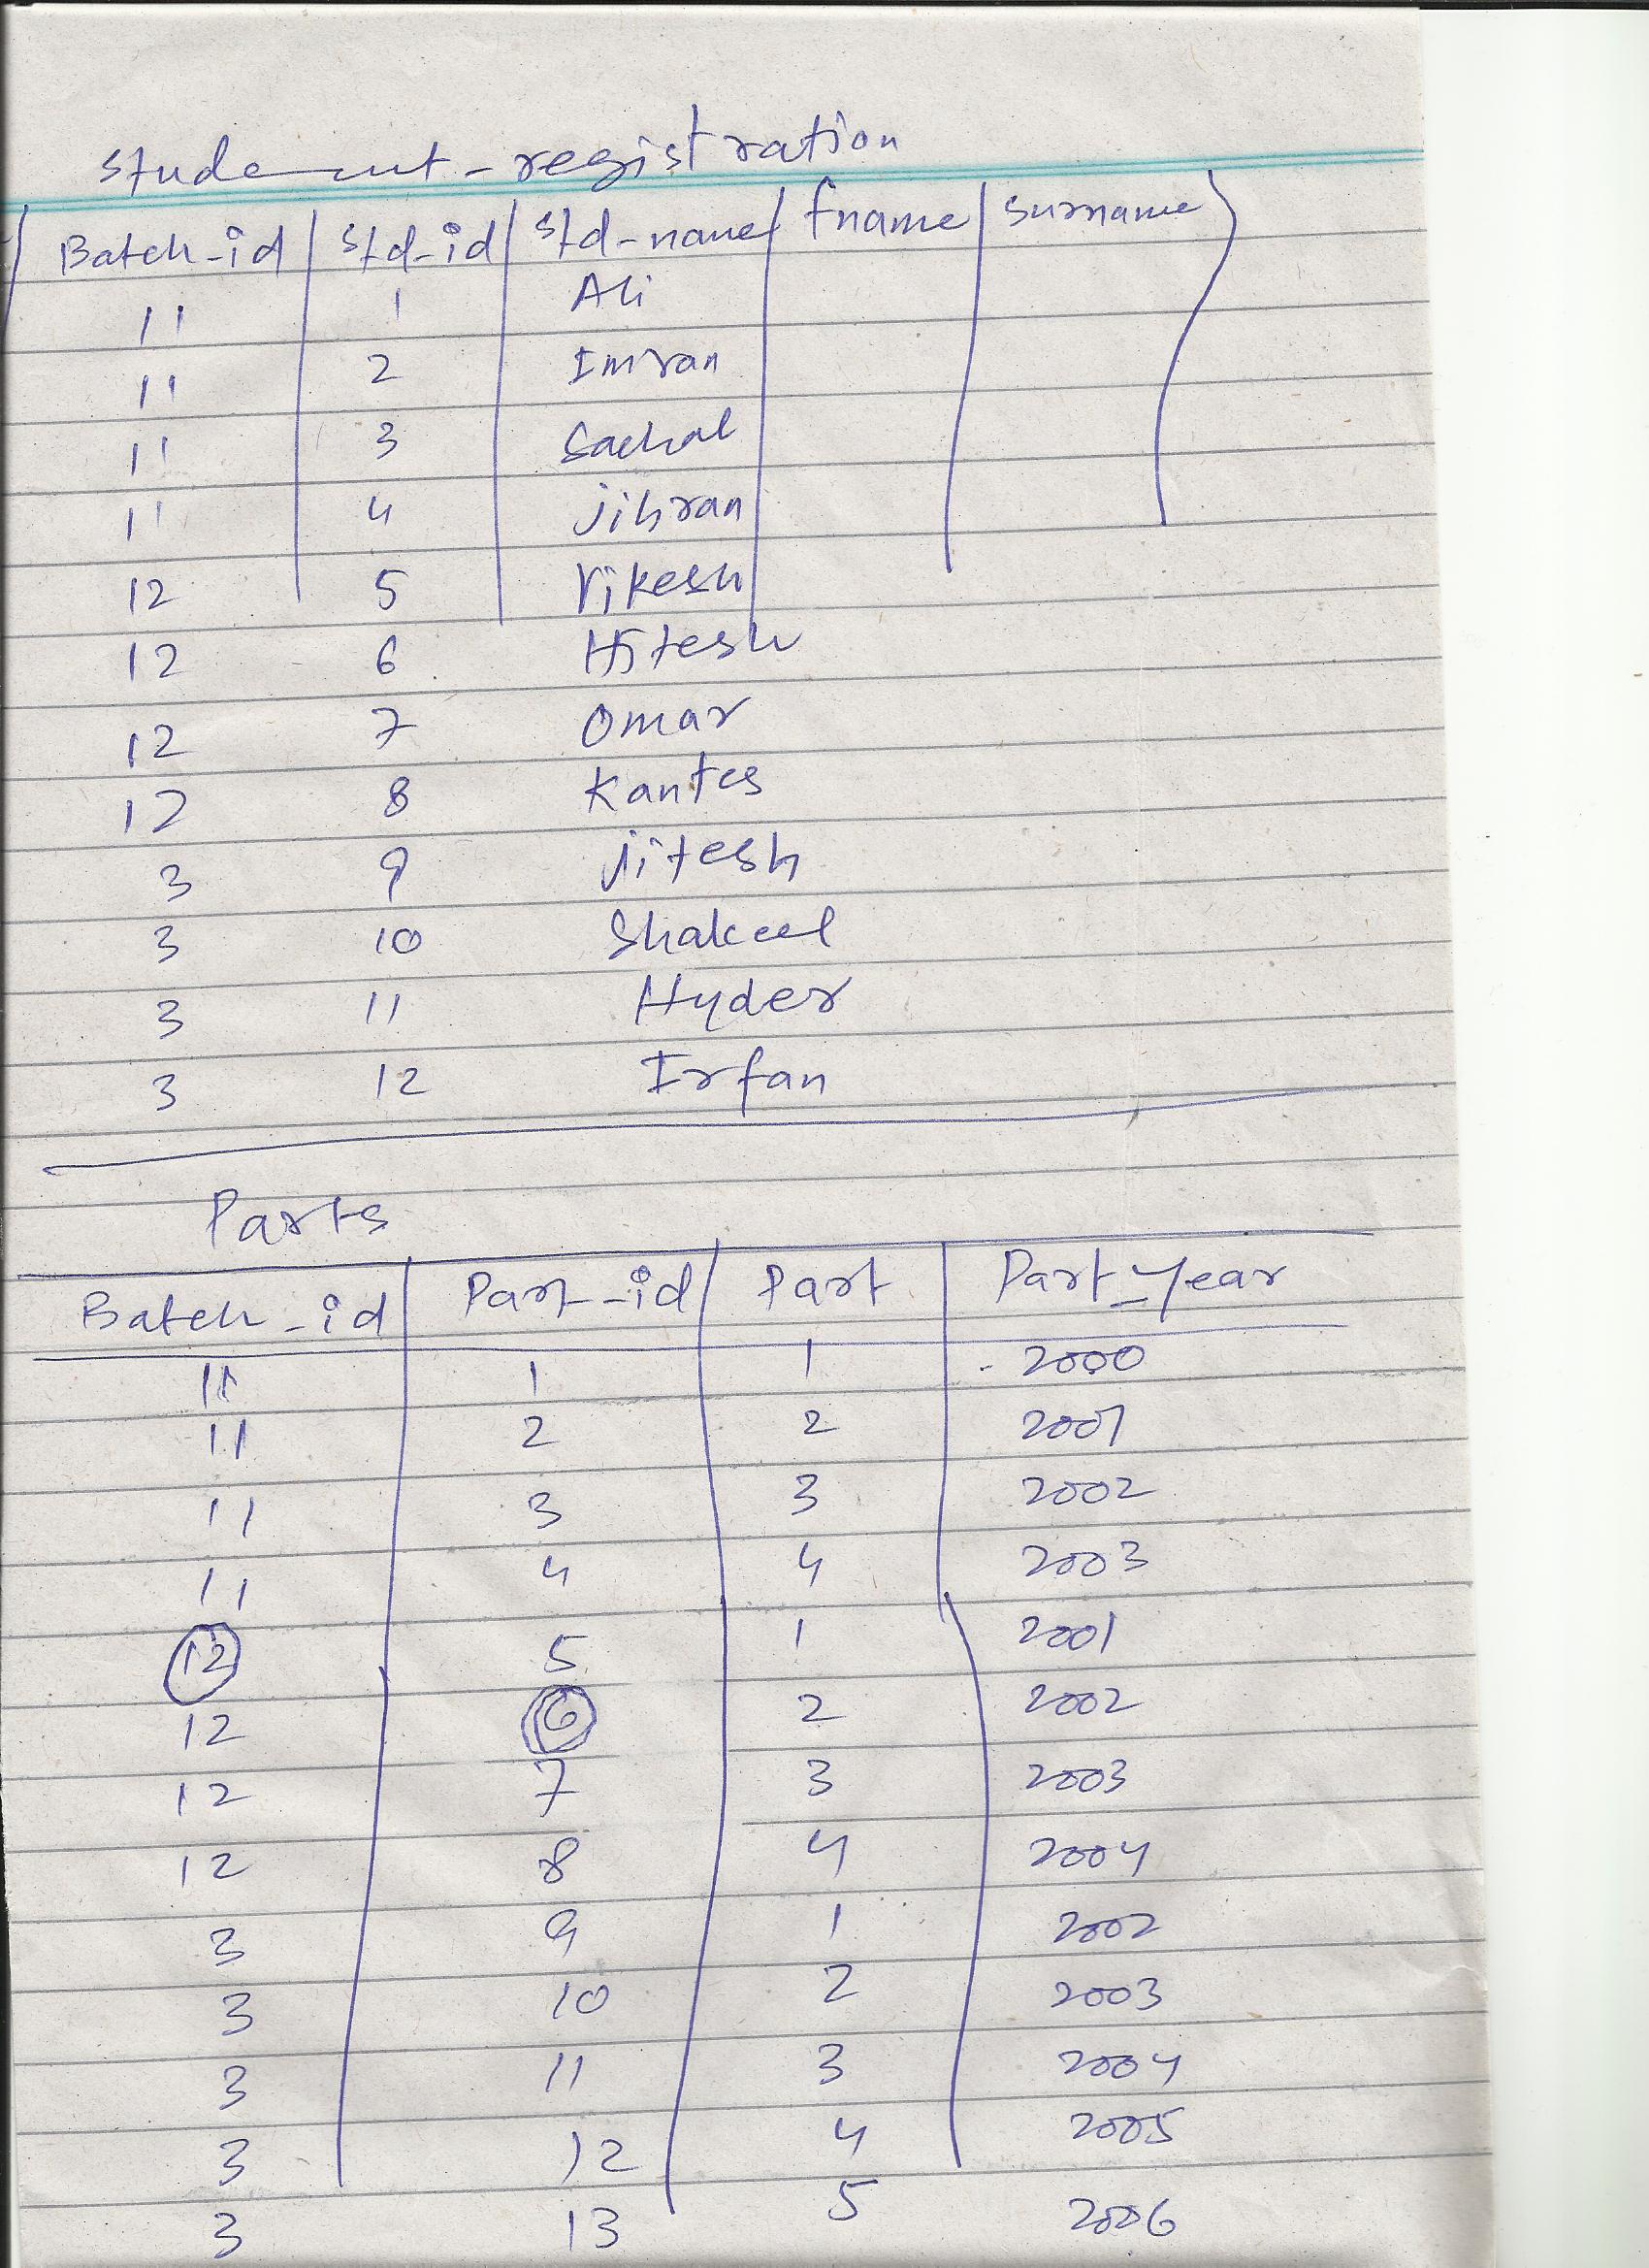 student-registration
Batch-id std-id std-name fname surname
11 1 Ali
11 2 Imran
11 3 Sachal
11 4 jibran
12 5 Vikesh
12 6 Hitesh
12 7 Omar
12 8 Kantes
3 9 jitesh
3 10 Shakeel
3 11 Hyder
3 12 Irfan
Parts
Batch-id Part-id Part Part-year
11 1 1 2000
11 2 2 2001
11 3 3 2002
11 4 4 2003
12 5 1 2001
12 6 2 2002
12 7 3 2003
12 8 4 2004
3 9 1 2002
3 10 2 2003
3 11 3 2004
3 12 4 2005
3 13 5 2006